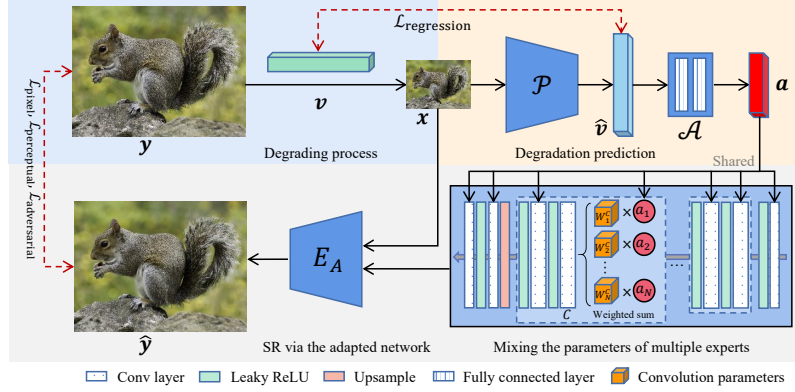 ℒregression
𝒫
v
x
v̂
𝒜
a
y
Degrading process
Degradation prediction
Shared
ℒpixel, ℒperceptual, ℒadversarial
W₁ᶜ × a₁
E_A
W₂ᶜ × a₂
⋮ ⋮
...
W_Nᶜ × a_N
C Weighted sum
ŷ
SR via the adapted network
Mixing the parameters of multiple experts
Conv layer Leaky ReLU Upsample Fully connected layer Convolution parameters